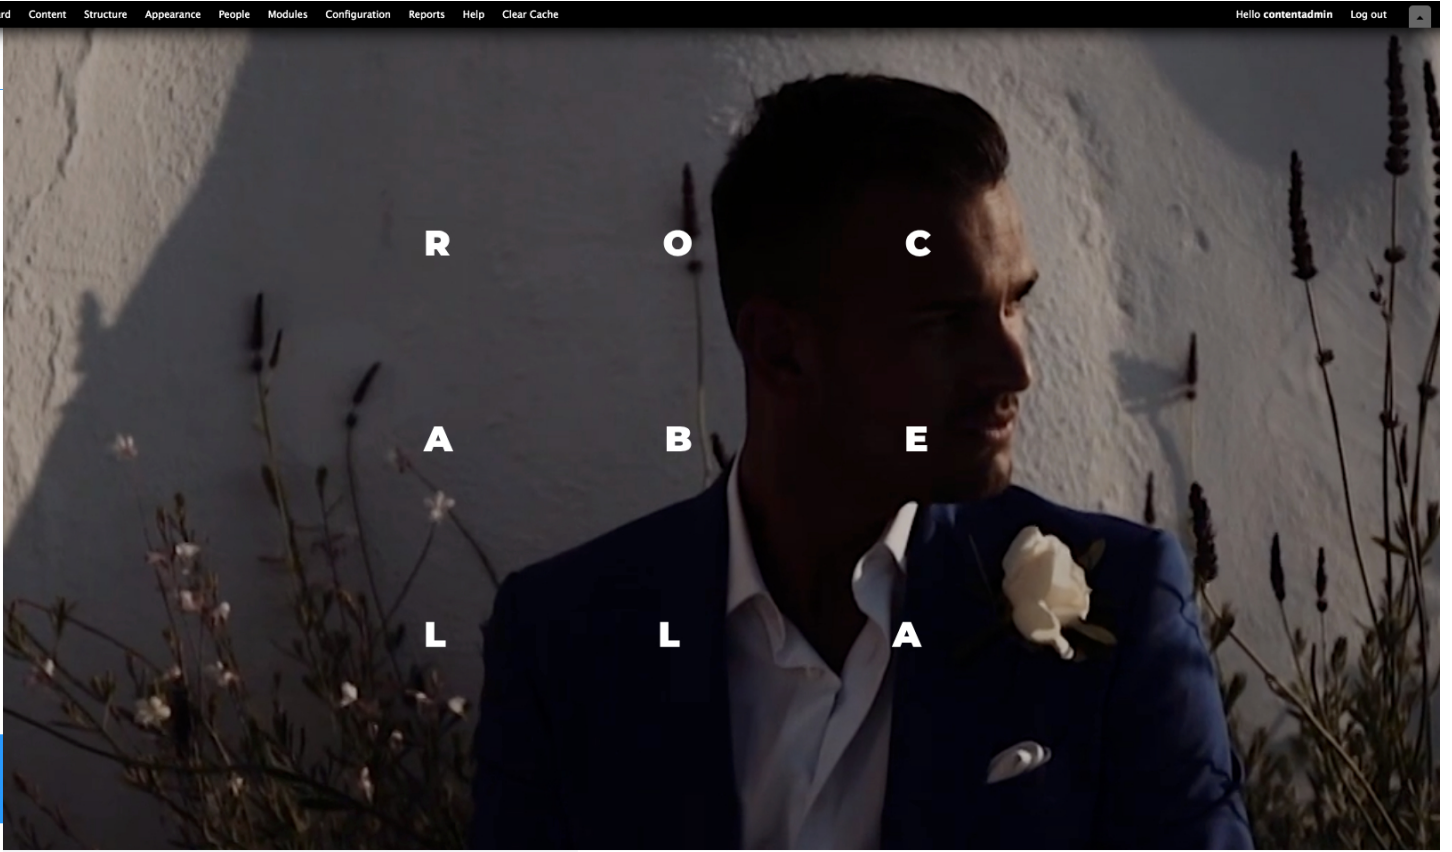 rd Content Structure Appearance People Modules Configuration Reports Help Clear Cache Hello contentadmin Log out
R O C
A B E
L L A